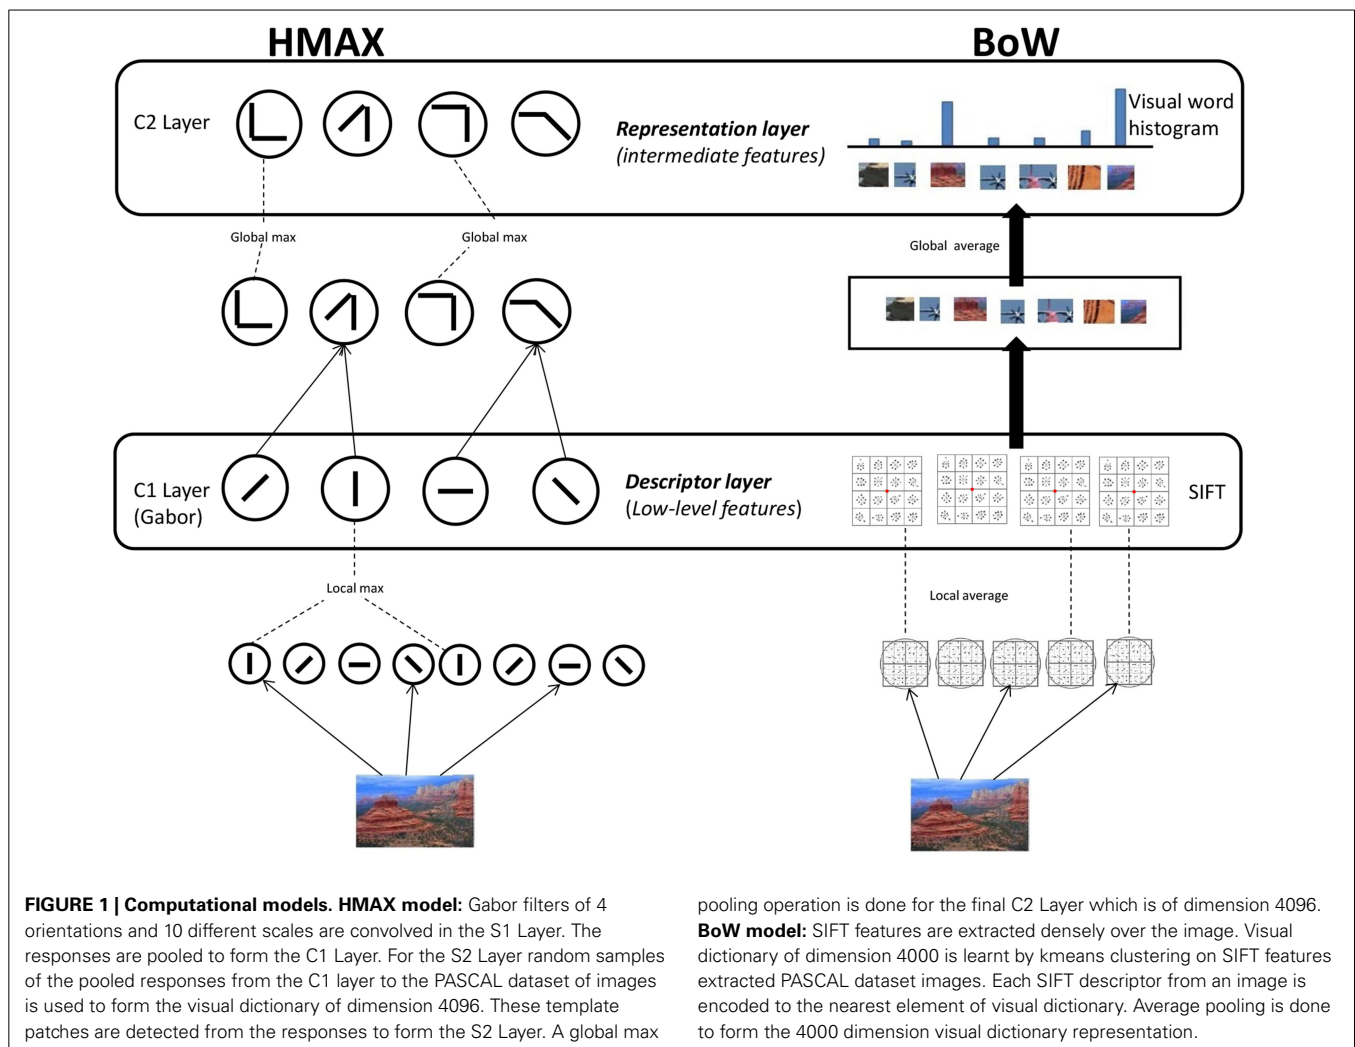 HMAX
BoW
C2 Layer
Representation layer
(intermediate features)
Visual word
histogram
Global max
Global max
Global average
C1 Layer
(Gabor)
Descriptor layer
(Low-level features)
SIFT
Local max
Local average
FIGURE 1 | Computational models. HMAX model: Gabor filters of 4
orientations and 10 different scales are convolved in the S1 Layer. The
responses are pooled to form the C1 Layer. For the S2 Layer random samples
of the pooled responses from the C1 layer to the PASCAL dataset of images
is used to form the visual dictionary of dimension 4096. These template
patches are detected from the responses to form the S2 Layer. A global max
pooling operation is done for the final C2 Layer which is of dimension 4096.
BoW model: SIFT features are extracted densely over the image. Visual
dictionary of dimension 4000 is learnt by kmeans clustering on SIFT features
extracted PASCAL dataset images. Each SIFT descriptor from an image is
encoded to the nearest element of visual dictionary. Average pooling is done
to form the 4000 dimension visual dictionary representation.